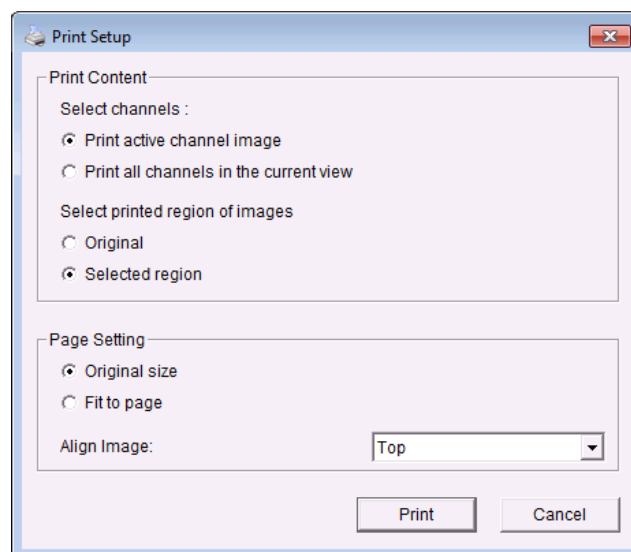 Print Setup
Print Content
Select channels :
Print active channel image
Print all channels in the current view
Select printed region of images
Original
Selected region
Page Setting
Original size
Fit to page
Align Image: Top
Print Cancel